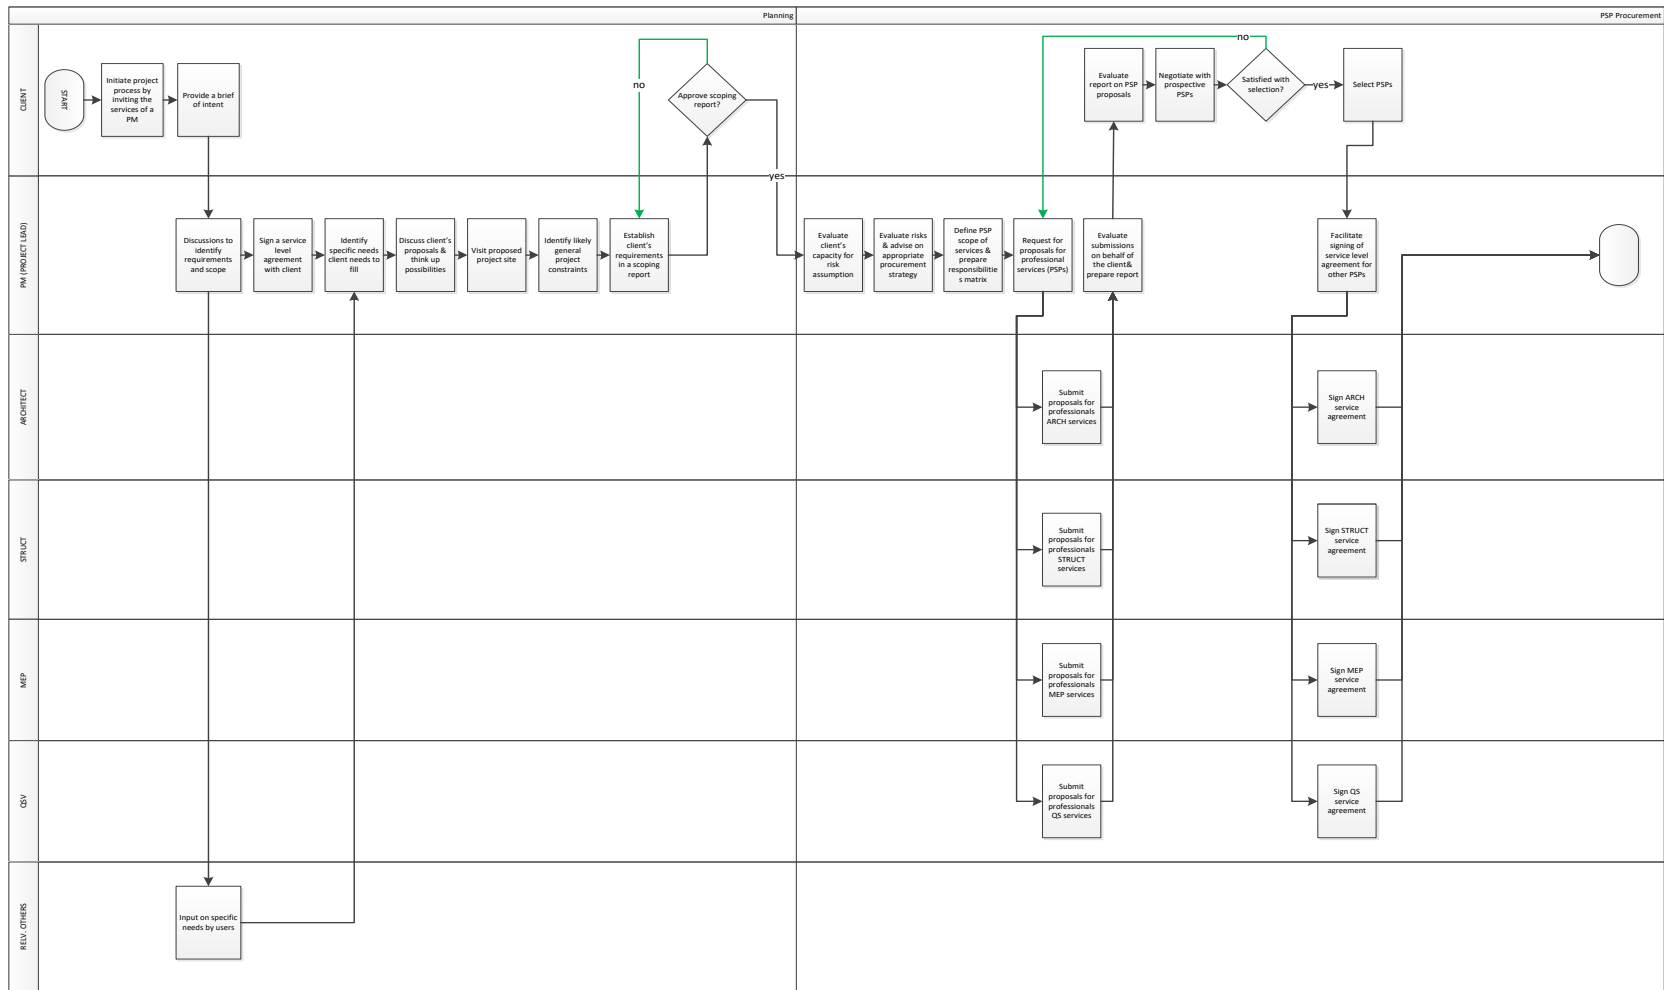 Planning
PSP Procurement
CLIENT
START
Initiate project
process by
inviting the
services of a
PM
Provide a brief
of intent
no
Approve scoping
report?
yes
Evaluate
report on PSP
proposals
Negotiate with
prospective
PSPs
no
Satisfied with
selection?
yes
Select PSPs
PM (PROJECT LEAD)
Discussions to
identify
requirements
and scope
Sign a service
level
agreement
with client
Identify
specific needs
client needs to
fill
Discuss client's
proposals &
think up
possibilities
Visit proposed
project site
Identify likely
general
project
constraints
Establish
client's
requirements
in a scoping
report
Evaluate
client's
capacity for
risk
assumption
Evaluate risks
& advise on
appropriate
procurement
strategy
Define PSP
scope of
services &
prepare
responsibilitie
s matrix
Request for
proposals for
professional
services (PSPs)
Evaluate
submissions
on behalf of
the client&
prepare report
Facilitate
signing of
service level
agreement for
other PSPs
ARCHITECT
Submit
proposals for
professionals
ARCH services
Sign ARCH
service
agreement
STRUCT
Submit
proposals for
professionals
STRUCT
services
Sign STRUCT
service
agreement
MEP
Submit
proposals for
professionals
MEP services
Sign MEP
service
agreement
QSV
Submit
proposals for
professionals
QS services
Sign QS
service
agreement
RELV. OTHERS
Input on specific
needs by users